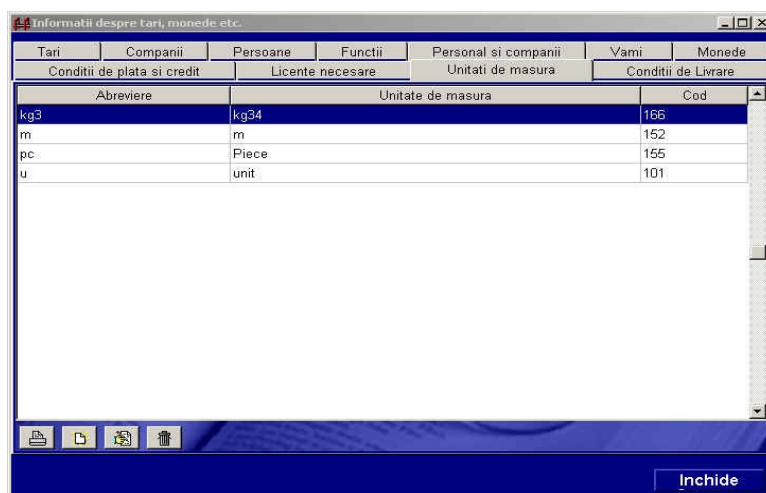 Informatii despre tari, monede etc.
Tari Companii Persoane Functii Personal si companii Vami Monede
Conditii de plata si credit Licente necesare Unitati de masura Conditii de Livrare
Abreviere Unitate de masura Cod
kg3 kg34 166
m m 152
pc Piece 155
u unit 101
Inchide